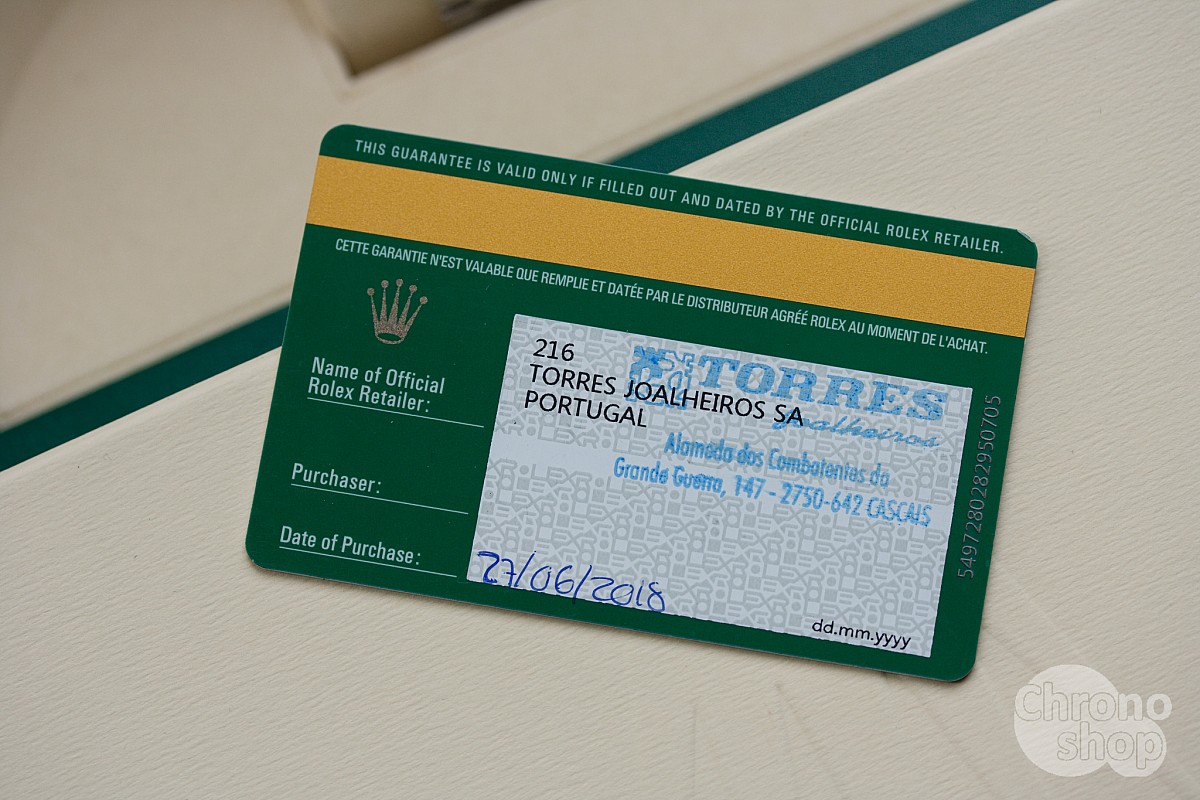 THIS GUARANTEE IS VALID ONLY IF FILLED OUT AND DATED BY THE OFFICIAL ROLEX RETAILER.
CETTE GARANTIE N'EST VALABLE QUE REMPLIE ET DATÉE PAR LE DISTRIBUTEUR AGRÉÉ ROLEX AU MOMENT DE L'ACHAT.
Name of Official
Rolex Retailer:
216
TORRES JOALHEIROS SA
PORTUGAL
TORRES
Joalheiros
Alameda dos Combatentes da
Grande Guerra, 147 - 2750-642 CASCAIS
Purchaser:
Date of Purchase:
27/06/2018
dd.mm.yyyy
5497280282950705
Chrono
shop